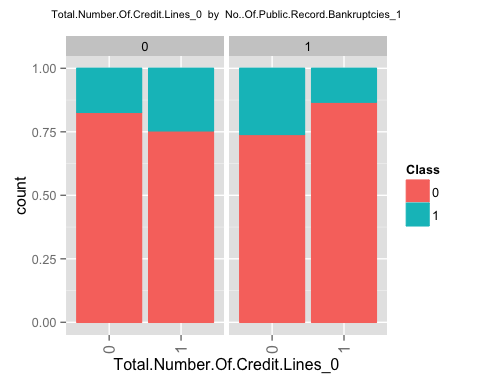 Total.Number.Of.Credit.Lines_0 by No..Of.Public.Record.Bankruptcies_1
0 1
1.00
0.75
0.50
0.25
0.00
count
0 1 0 1
Total.Number.Of.Credit.Lines_0
Class
0
1